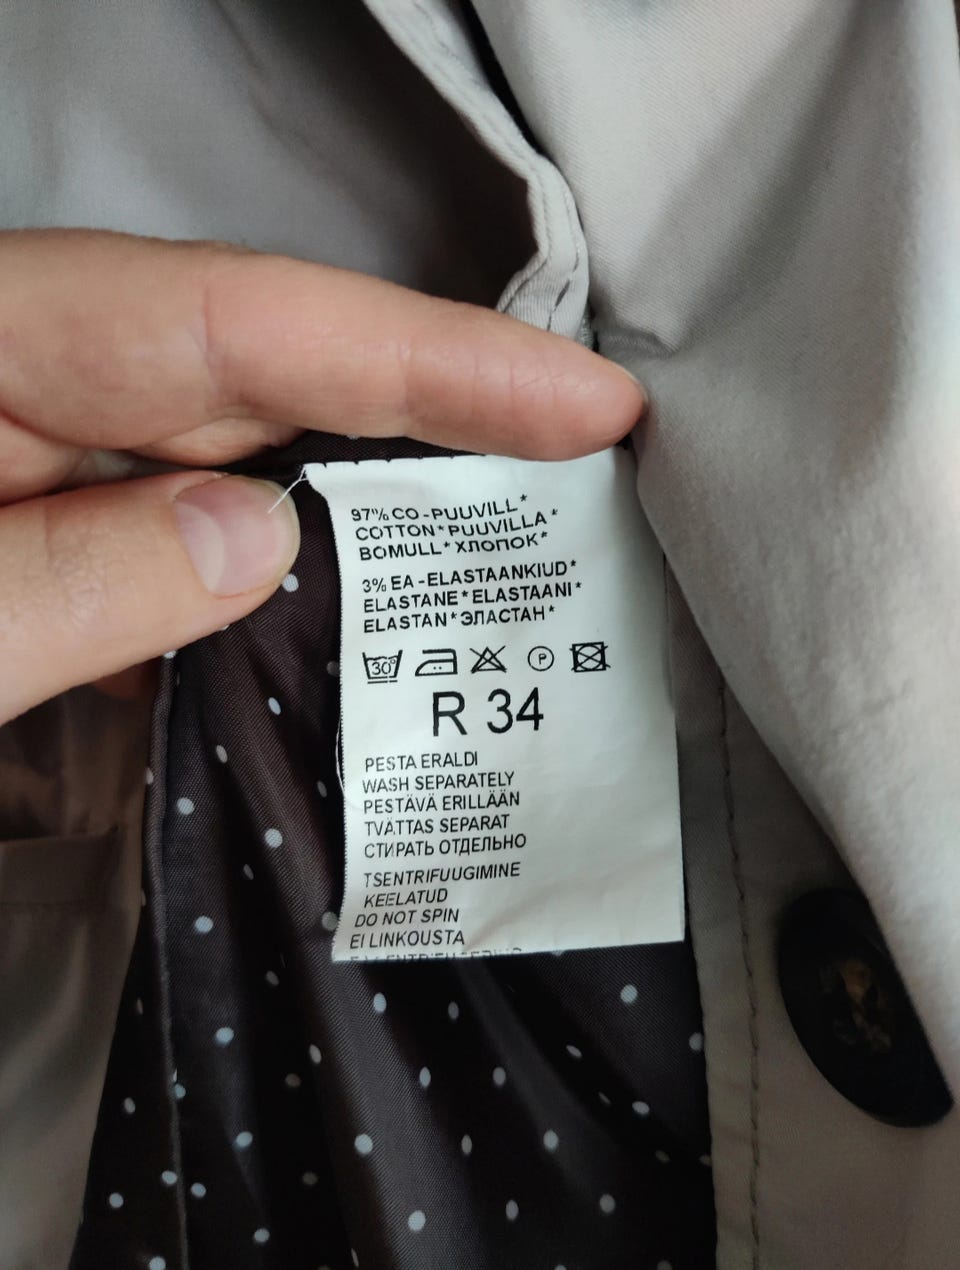 97% CO-PUUVILL*
COTTON*PUUVILLA*
BOMULL*ХЛОПОК*
3% EA-ELASTAANKIUD*
ELASTANE*ELASTAANI*
ELASTAN*ЭЛАСТАН*
30° P
R 34
PESTA ERALDI
WASH SEPARATELY
PESTÄVÄ ERILLÄÄN
TVÄTTAS SEPARAT
СТИРАТЬ ОТДЕЛЬНО
TSENTRIFUUGIMINE
KEELATUD
DO NOT SPIN
EI LINKOUSTA